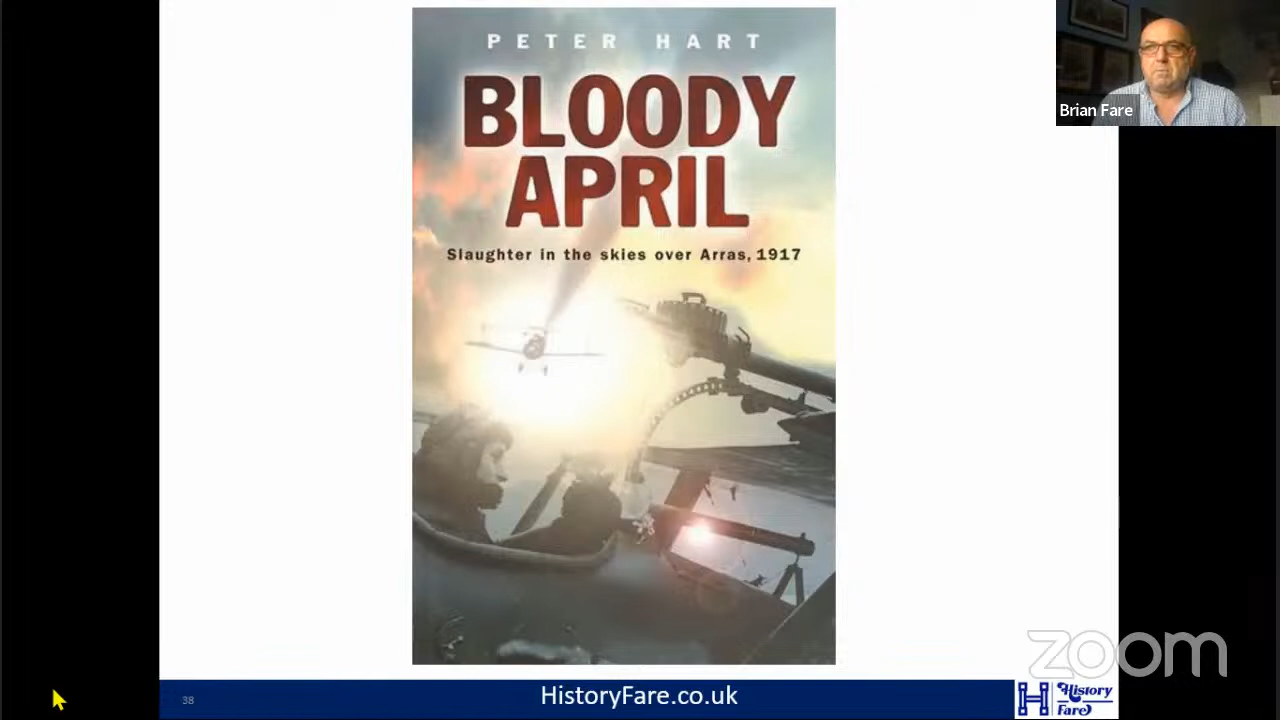 PETER HART
BLOODY
APRIL
Slaughter in the skies over Arras, 1917
Brian Fare
38
HistoryFare.co.uk
H History
Fare
zoom